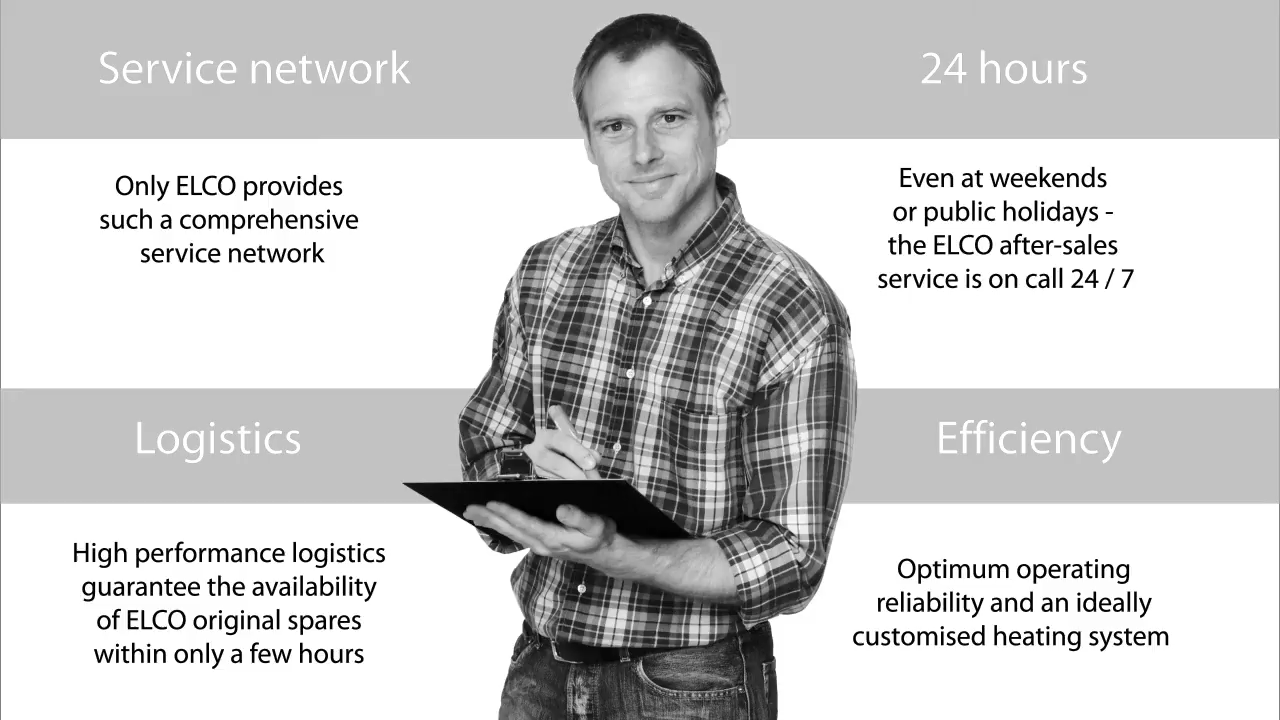 Service network
Only ELCO provides
such a comprehensive
service network
24 hours
Even at weekends
or public holidays -
the ELCO after-sales
service is on call 24 / 7
Logistics
High performance logistics
guarantee the availability
of ELCO original spares
within only a few hours
Efficiency
Optimum operating
reliability and an ideally
customised heating system